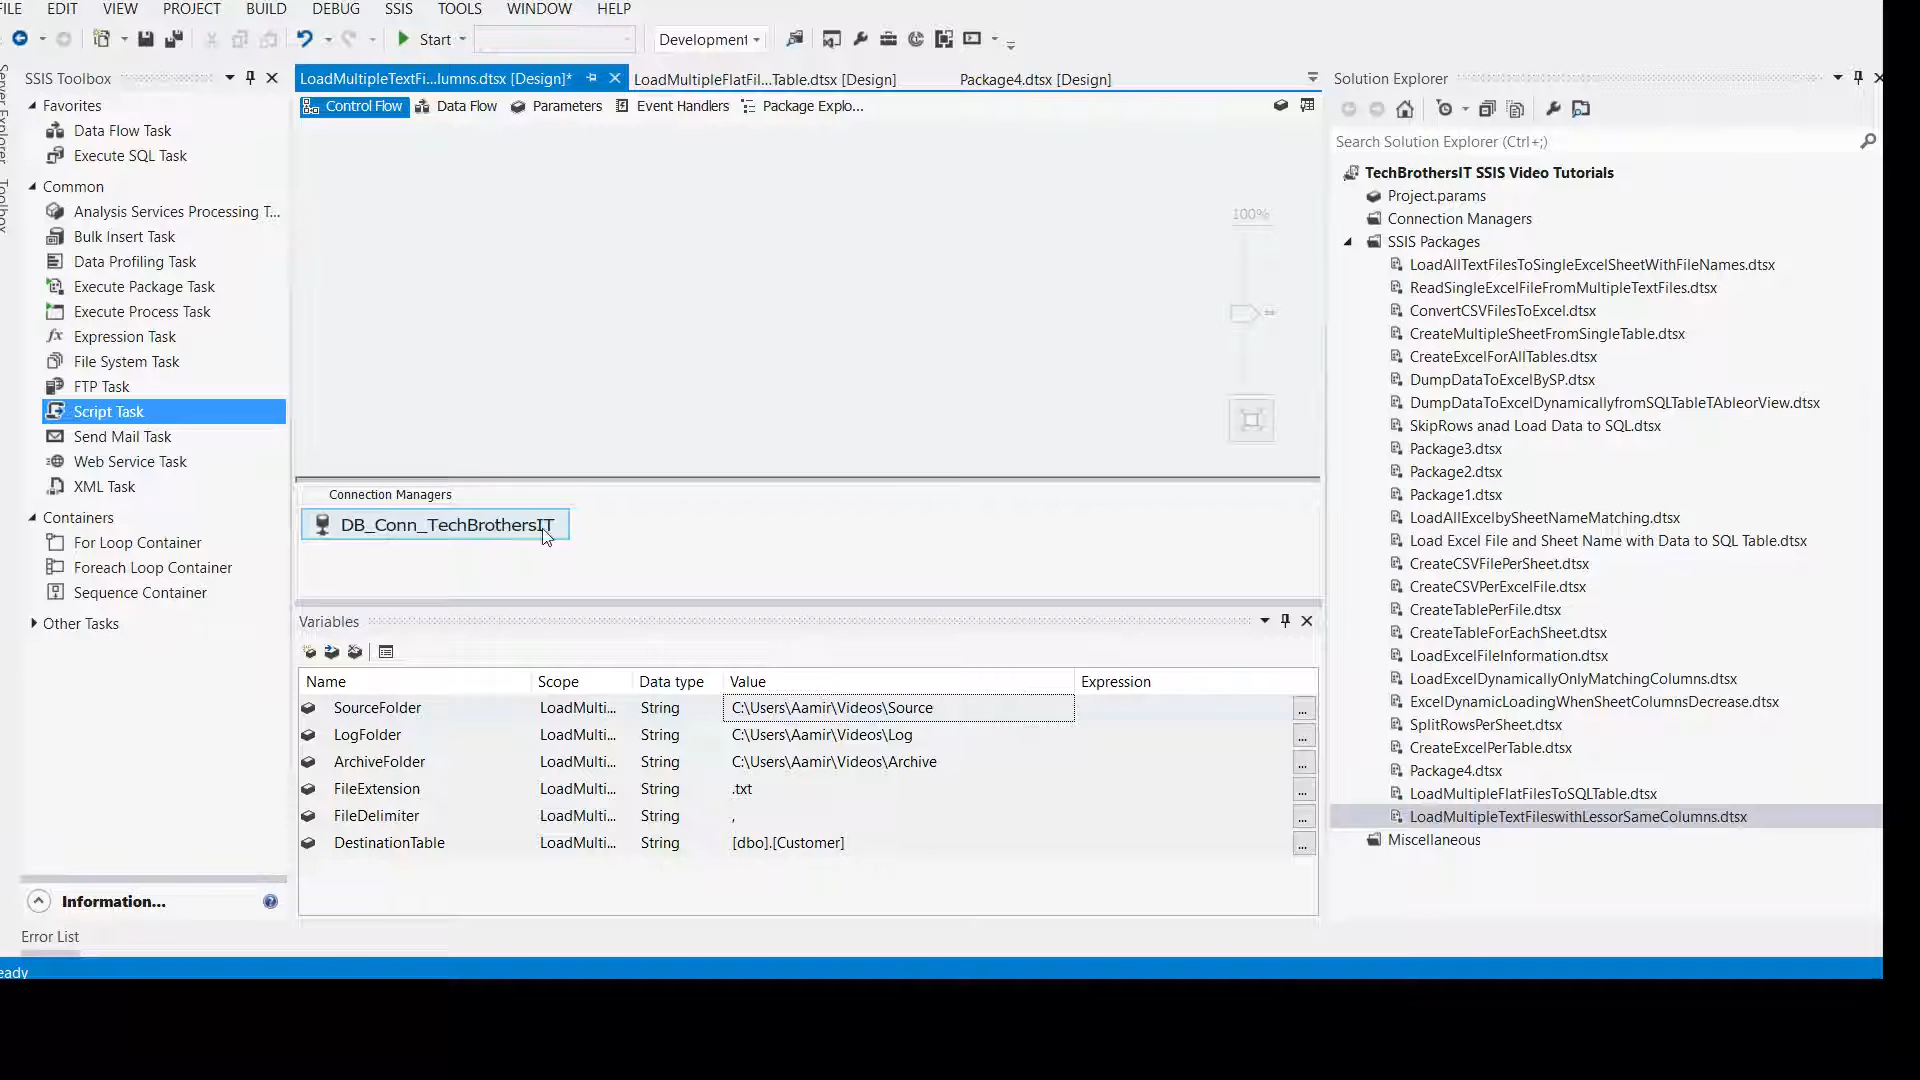 FILE EDIT VIEW PROJECT BUILD DEBUG SSIS TOOLS WINDOW HELP
Start Development
Server Explorer
Toolbox
SSIS Toolbox
Favorites
Data Flow Task
Execute SQL Task
Common
Analysis Services Processing T...
Bulk Insert Task
Data Profiling Task
Execute Package Task
Execute Process Task
Expression Task
File System Task
FTP Task
Script Task
Send Mail Task
Web Service Task
XML Task
Containers
For Loop Container
Foreach Loop Container
Sequence Container
Other Tasks
Information...
Error List
eady
LoadMultipleTextFi...lumns.dtsx [Design]* LoadMultipleFlatFil...Table.dtsx [Design] Package4.dtsx [Design]
Control Flow Data Flow Parameters Event Handlers Package Explo...
100%
Connection Managers
DB_Conn_TechBrothersIT
Variables
Name Scope Data type Value Expression
SourceFolder LoadMulti... String C:\Users\Aamir\Videos\Source ...
LogFolder LoadMulti... String C:\Users\Aamir\Videos\Log ...
ArchiveFolder LoadMulti... String C:\Users\Aamir\Videos\Archive ...
FileExtension LoadMulti... String .txt ...
FileDelimiter LoadMulti... String , ...
DestinationTable LoadMulti... String [dbo].[Customer] ...
Solution Explorer
Search Solution Explorer (Ctrl+;)
TechBrothersIT SSIS Video Tutorials
Project.params
Connection Managers
SSIS Packages
LoadAllTextFilesToSingleExcelSheetWithFileNames.dtsx
ReadSingleExcelFileFromMultipleTextFiles.dtsx
ConvertCSVFilesToExcel.dtsx
CreateMultipleSheetFromSingleTable.dtsx
CreateExcelForAllTables.dtsx
DumpDataToExcelBySP.dtsx
DumpDataToExcelDynamicallyfromSQLTableTAbleorView.dtsx
SkipRows anad Load Data to SQL.dtsx
Package3.dtsx
Package2.dtsx
Package1.dtsx
LoadAllExcelbySheetNameMatching.dtsx
Load Excel File and Sheet Name with Data to SQL Table.dtsx
CreateCSVFilePerSheet.dtsx
CreateCSVPerExcelFile.dtsx
CreateTablePerFile.dtsx
CreateTableForEachSheet.dtsx
LoadExcelFileInformation.dtsx
LoadExcelDynamicallyOnlyMatchingColumns.dtsx
ExcelDynamicLoadingWhenSheetColumnsDecrease.dtsx
SplitRowsPerSheet.dtsx
CreateExcelPerTable.dtsx
Package4.dtsx
LoadMultipleFlatFilesToSQLTable.dtsx
LoadMultipleTextFileswithLessorSameColumns.dtsx
Miscellaneous